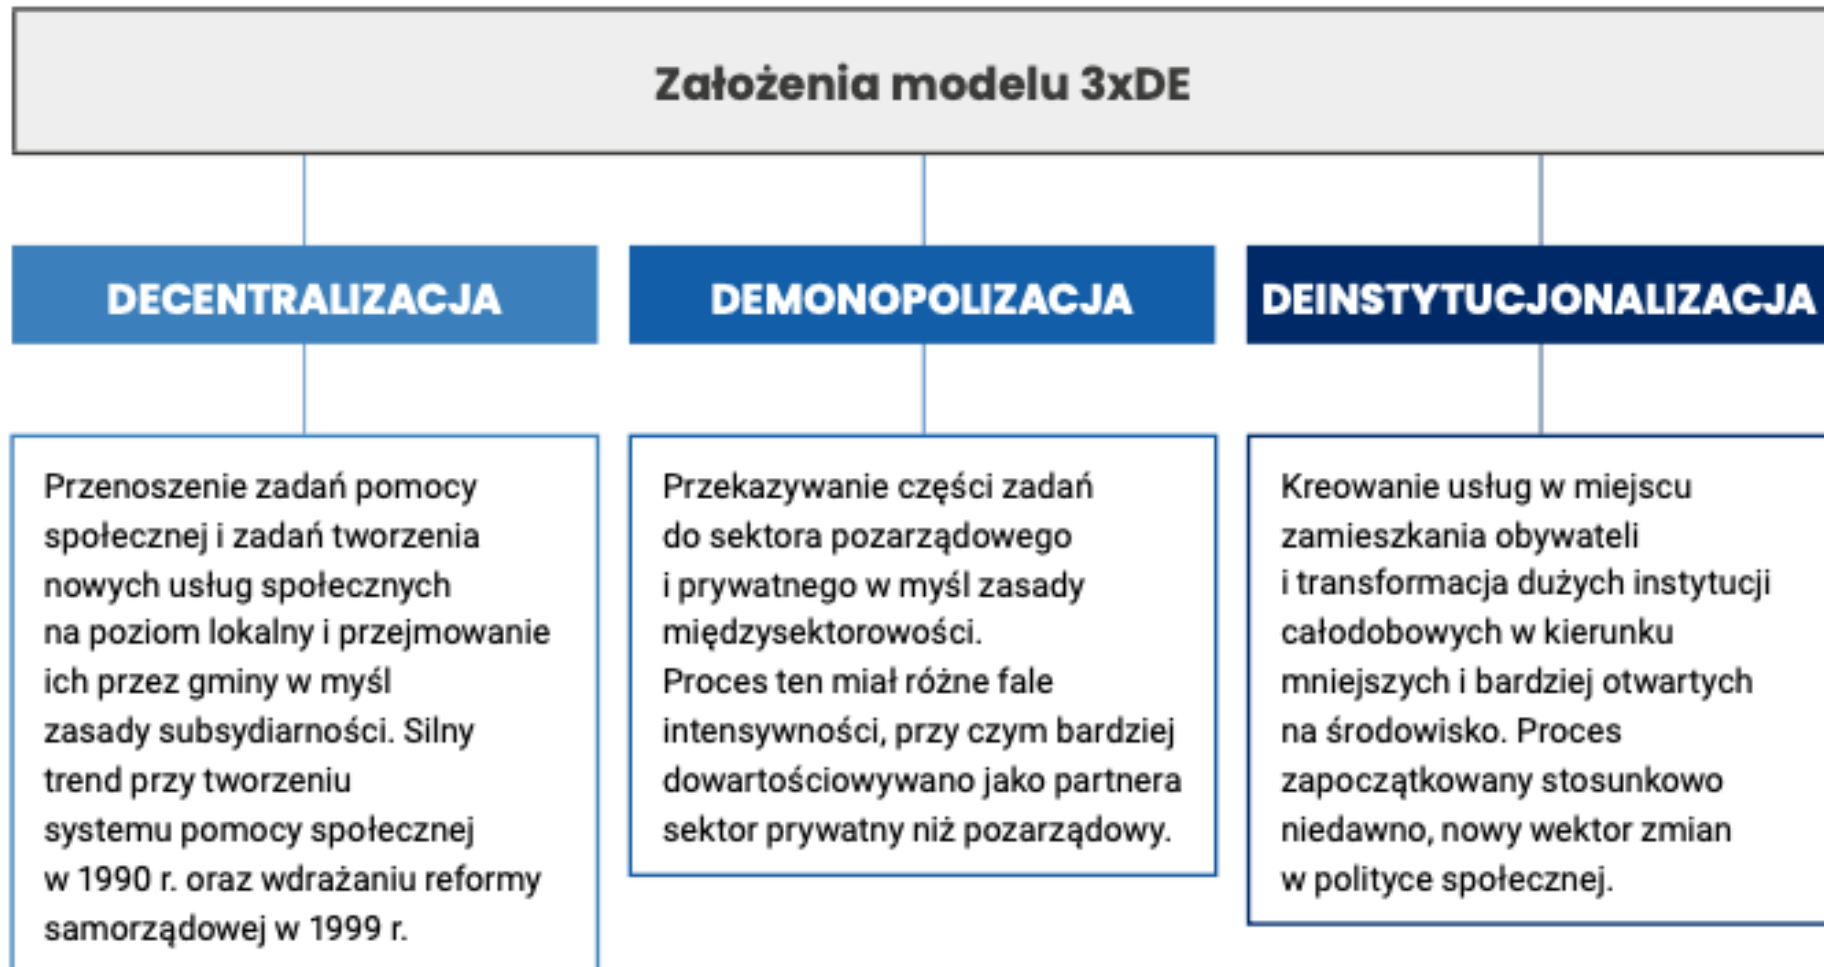 Założenia modelu 3xDE
DECENTRALIZACJA
Przenoszenie zadań pomocy
społecznej i zadań tworzenia
nowych usług społecznych
na poziom lokalny i przejmowanie
ich przez gminy w myśl
zasady subsydiarności. Silny
trend przy tworzeniu
systemu pomocy społecznej
w 1990 r. oraz wdrażaniu reformy
samorządowej w 1999 r.
DEMONOPOLIZACJA
Przekazywanie części zadań
do sektora pozarządowego
i prywatnego w myśl zasady
międzysektorowości.
Proces ten miał różne fale
intensywności, przy czym bardziej
dowartościowywano jako partnera
sektor prywatny niż pozarządowy.
DEINSTYTUCJONALIZACJA
Kreowanie usług w miejscu
zamieszkania obywateli
i transformacja dużych instytucji
całodobowych w kierunku
mniejszych i bardziej otwartych
na środowisko. Proces
zapoczątkowany stosunkowo
niedawno, nowy wektor zmian
w polityce społecznej.